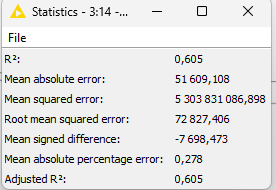 Statistics - 3:14 -...
File
R²: 0,605
Mean absolute error: 51 609,108
Mean squared error: 5 303 831 086,898
Root mean squared error: 72 827,406
Mean signed difference: -7 698,473
Mean absolute percentage error: 0,278
Adjusted R²: 0,605